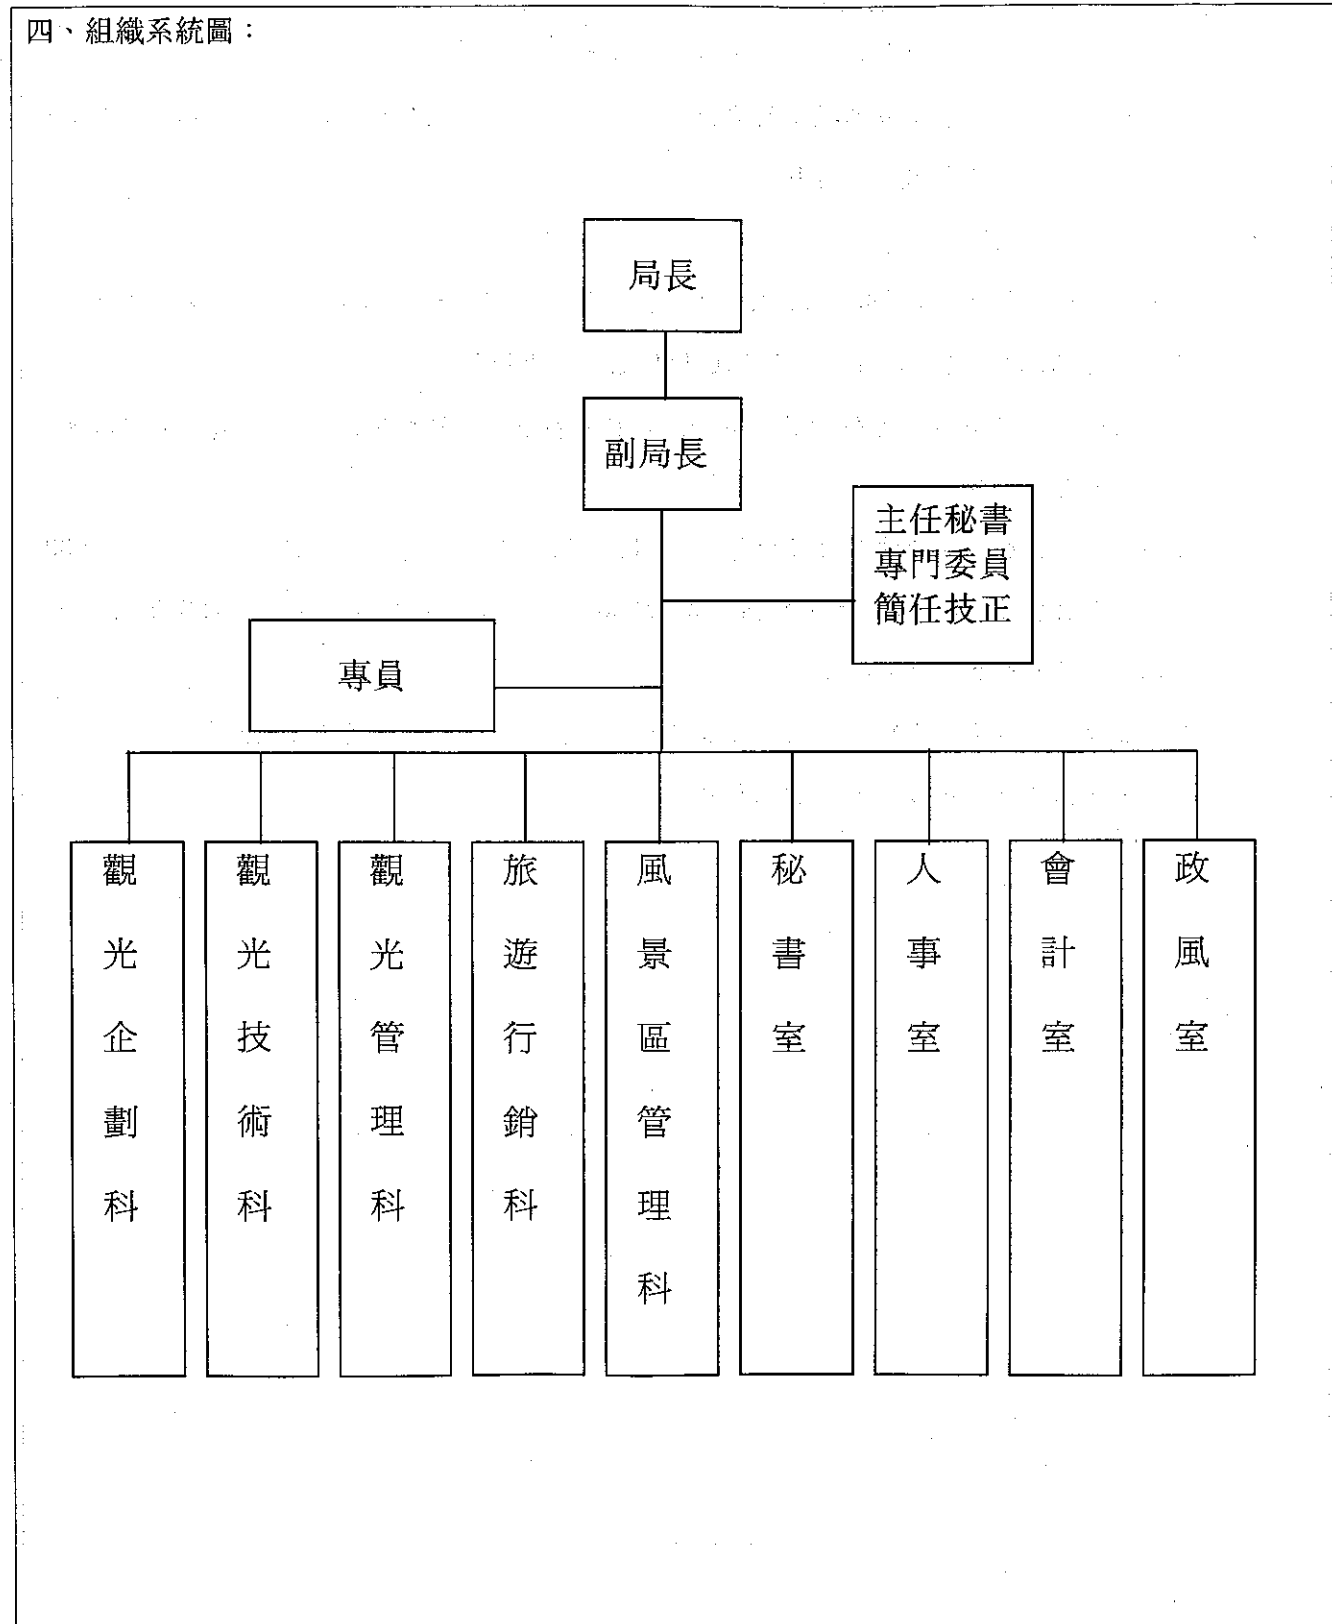 四、組織系統圖：
局長
副局長
主任秘書
專門委員
簡任技正
專員
觀光企劃科
觀光技術科
觀光管理科
旅遊行銷科
風景區管理科
秘書室
人事室
會計室
政風室